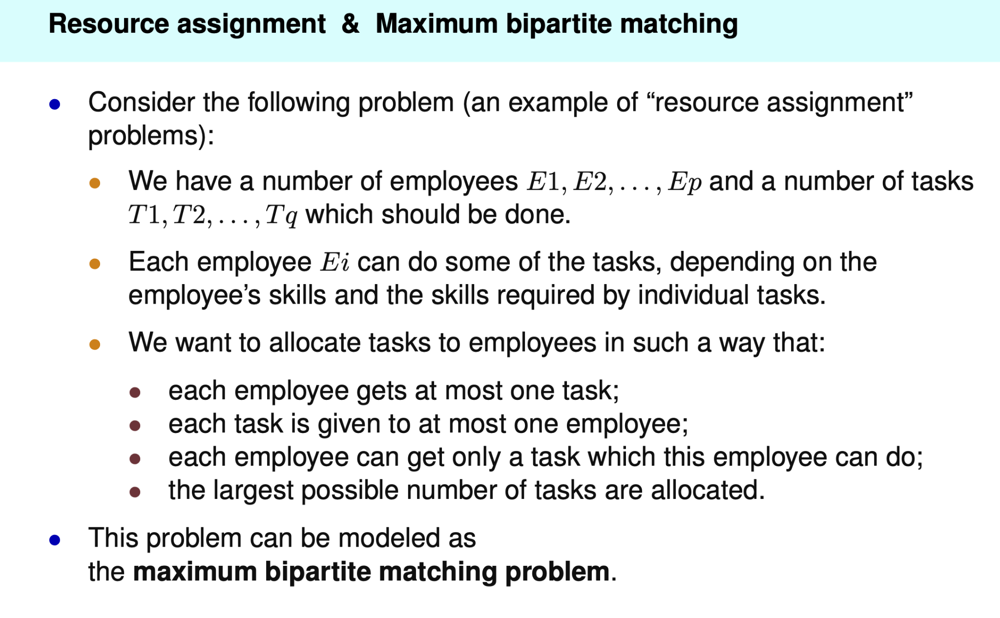 Resource assignment & Maximum bipartite matching
• Consider the following problem (an example of “resource assignment”
problems):
• We have a number of employees E1, E2, . . . , Ep and a number of tasks
T1, T2, . . . , Tq which should be done.
• Each employee Ei can do some of the tasks, depending on the
employee’s skills and the skills required by individual tasks.
• We want to allocate tasks to employees in such a way that:
• each employee gets at most one task;
• each task is given to at most one employee;
• each employee can get only a task which this employee can do;
• the largest possible number of tasks are allocated.
• This problem can be modeled as
the maximum bipartite matching problem.